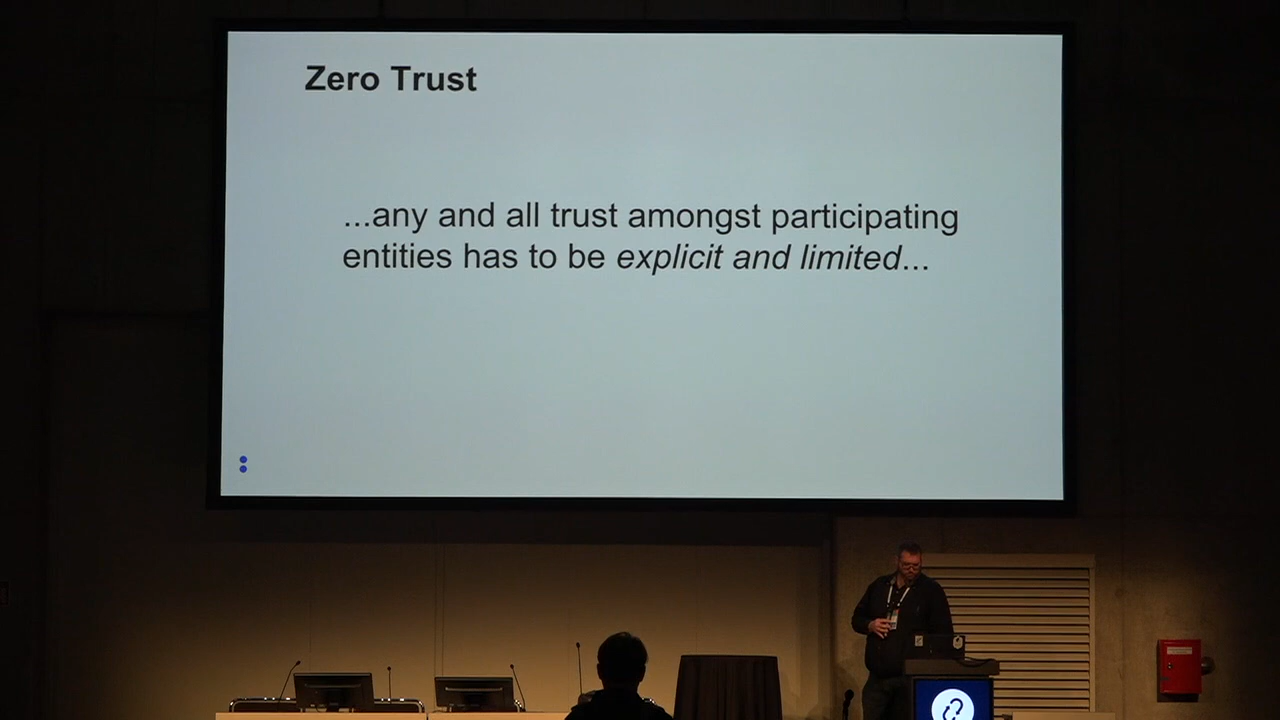 Zero Trust
...any and all trust amongst participating
entities has to be explicit and limited...